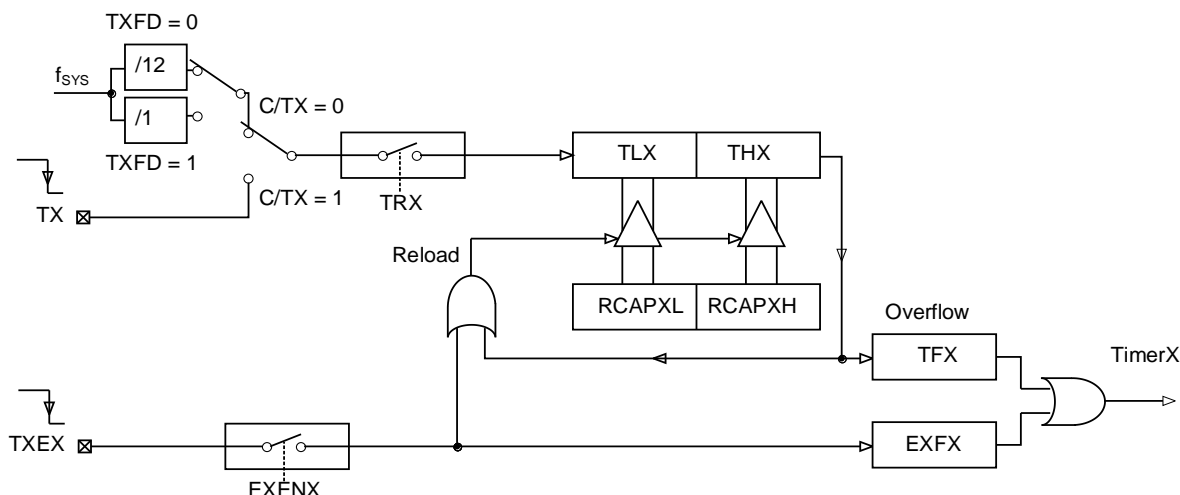 TXFD = 0
/12
fSYS
C/TX = 0
/1
TXFD = 1
TLX
THX
C/TX = 1
TRX
TX
Reload
RCAPXL
RCAPXH
Overflow
TFX
TimerX
TXEX
EXFX
EXENX